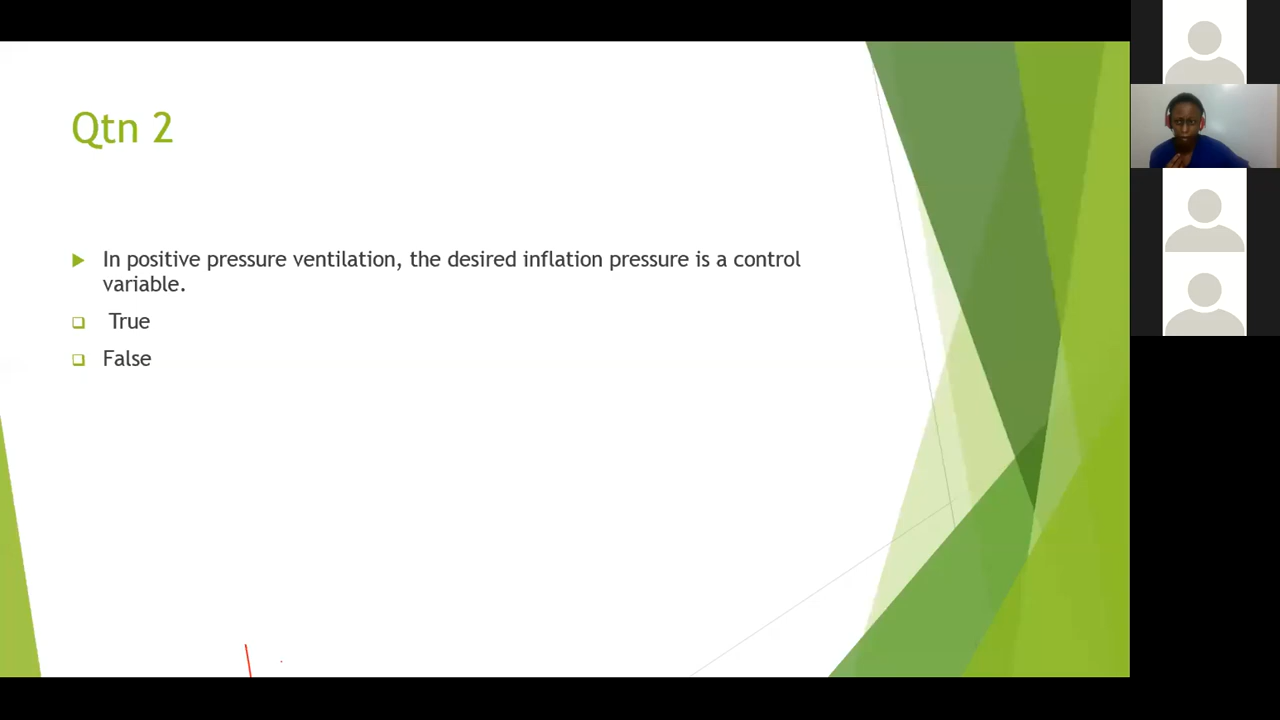 Qtn 2
In positive pressure ventilation, the desired inflation pressure is a control
variable.
True
False